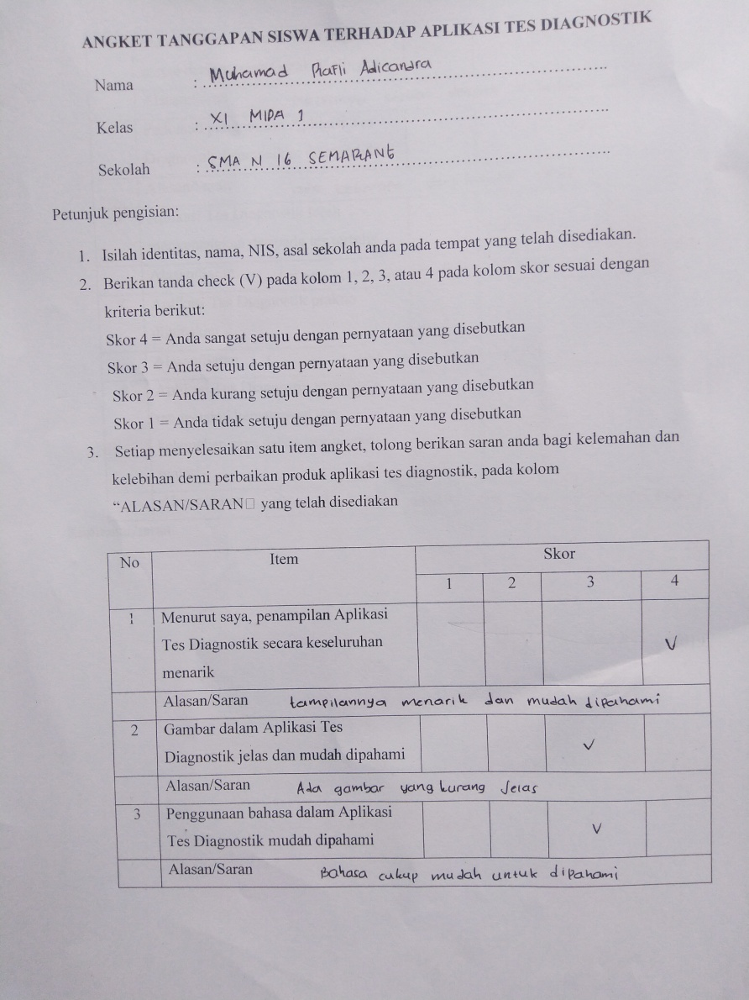 ANGKET TANGGAPAN SISWA TERHADAP APLIKASI TES DIAGNOSTIK
Nama : Muhamad Rafli Adicandra
Kelas : XI MIPA 1
Sekolah : SMA N 16 SEMARANG
Petunjuk pengisian:
1. Isilah identitas, nama, NIS, asal sekolah anda pada tempat yang telah disediakan.
2. Berikan tanda check (V) pada kolom 1, 2, 3, atau 4 pada kolom skor sesuai dengan
kriteria berikut:
Skor 4 = Anda sangat setuju dengan pernyataan yang disebutkan
Skor 3 = Anda setuju dengan pernyataan yang disebutkan
Skor 2 = Anda kurang setuju dengan pernyataan yang disebutkan
Skor 1 = Anda tidak setuju dengan pernyataan yang disebutkan
3. Setiap menyelesaikan satu item angket, tolong berikan saran anda bagi kelemahan dan
kelebihan demi perbaikan produk aplikasi tes diagnostik, pada kolom
“ALASAN/SARAN□ yang telah disediakan
No Item Skor
1 2 3 4
1 Menurut saya, penampilan Aplikasi
Tes Diagnostik secara keseluruhan V
menarik
Alasan/Saran tampilannya menarik dan mudah dipahami
2 Gambar dalam Aplikasi Tes
Diagnostik jelas dan mudah dipahami V
Alasan/Saran Ada gambar yang kurang jelas
3 Penggunaan bahasa dalam Aplikasi
Tes Diagnostik mudah dipahami V
Alasan/Saran Bahasa cukup mudah untuk dipahami